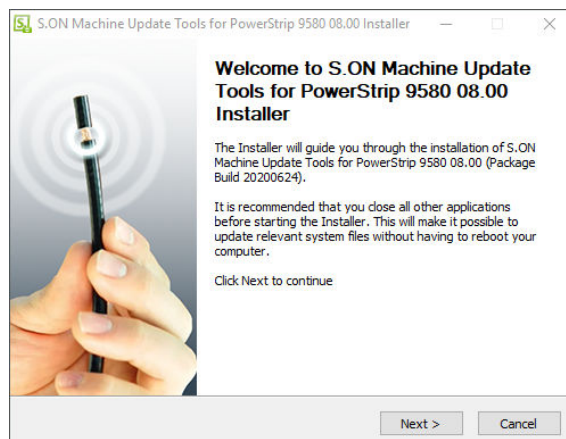 S.ON Machine Update Tools for PowerStrip 9580 08.00 Installer
Welcome to S.ON Machine Update
Tools for PowerStrip 9580 08.00
Installer
The Installer will guide you through the installation of S.ON
Machine Update Tools for PowerStrip 9580 08.00 (Package
Build 20200624).
It is recommended that you close all other applications
before starting the Installer. This will make it possible to
update relevant system files without having to reboot your
computer.
Click Next to continue
Next >
Cancel